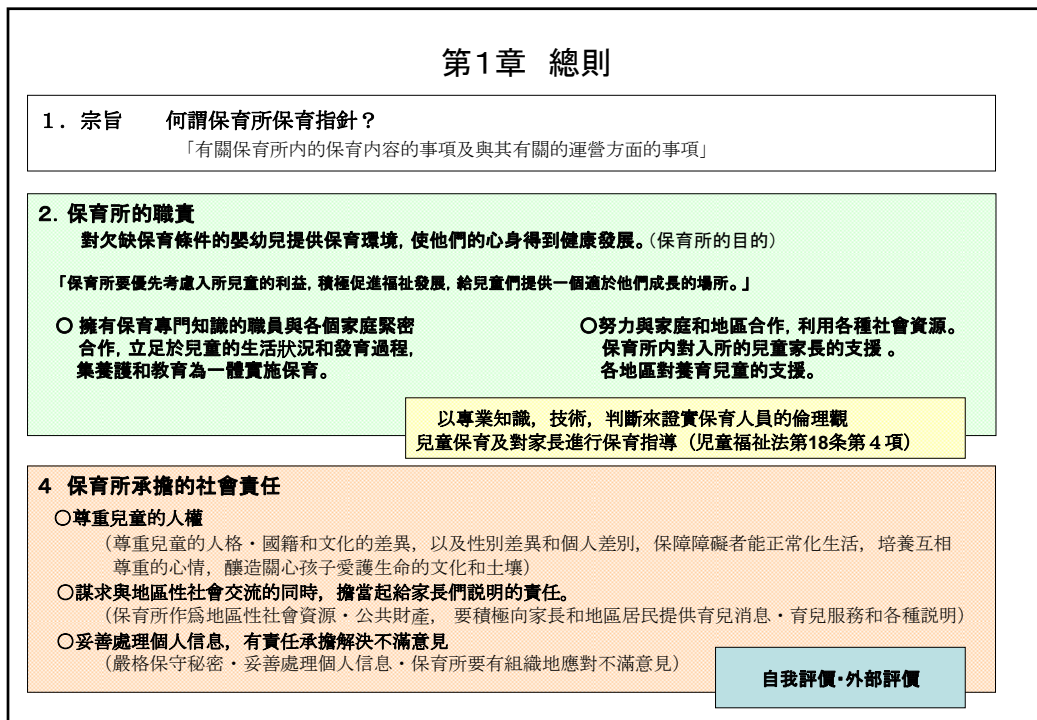 第1章 總則
1．宗旨 何謂保育所保育指針？
「有關保育所内的保育内容的事項及與其有關的運營方面的事項」
2. 保育所的職責
對欠缺保育條件的嬰幼兒提供保育環境, 使他們的心身得到健康發展。（保育所的目的）
「保育所要優先考慮入所兒童的利益, 積極促進福祉發展, 給兒童們提供一個適於他們成長的場所。」
○ 擁有保育專門知識的職員與各個家庭緊密
合作, 立足於兒童的生活狀況和發育過程,
集養護和教育為一體實施保育。
○努力與家庭和地區合作, 利用各種社會資源。
保育所内對入所的兒童家長的支援 。
各地區對養育兒童的支援。
以專業知識，技術，判斷來證實保育人員的倫理觀
兒童保育及對家長進行保育指導（児童福祉法第18条第４項）
4 保育所承擔的社會責任
○尊重兒童的人權
（尊重兒童的人格・國籍和文化的差異，以及性別差異和個人差別，保障障礙者能正常化生活，培養互相
尊重的心情，釀造關心孩子愛護生命的文化和土壤）
○謀求與地區性社會交流的同時，擔當起給家長們説明的責任。
（保育所作爲地區性社會資源・公共財產， 要積極向家長和地區居民提供育兒消息・育兒服務和各種説明）
○妥善處理個人信息，有責任承擔解決不滿意見
（嚴格保守秘密・妥善處理個人信息・保育所要有組織地應對不滿意見）
自我評價・外部評價